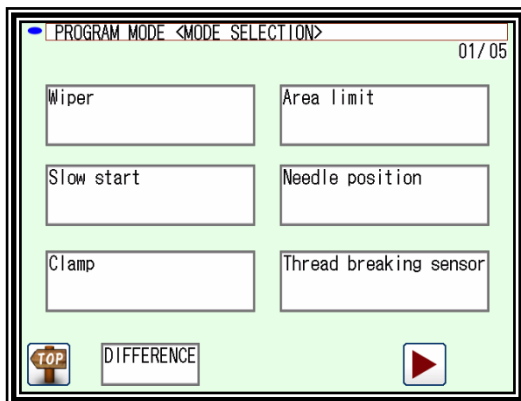 PROGRAM MODE <MODE SELECTION>
01/05
Wiper
Area limit
Slow start
Needle position
Clamp
Thread breaking sensor
TOP
DIFFERENCE